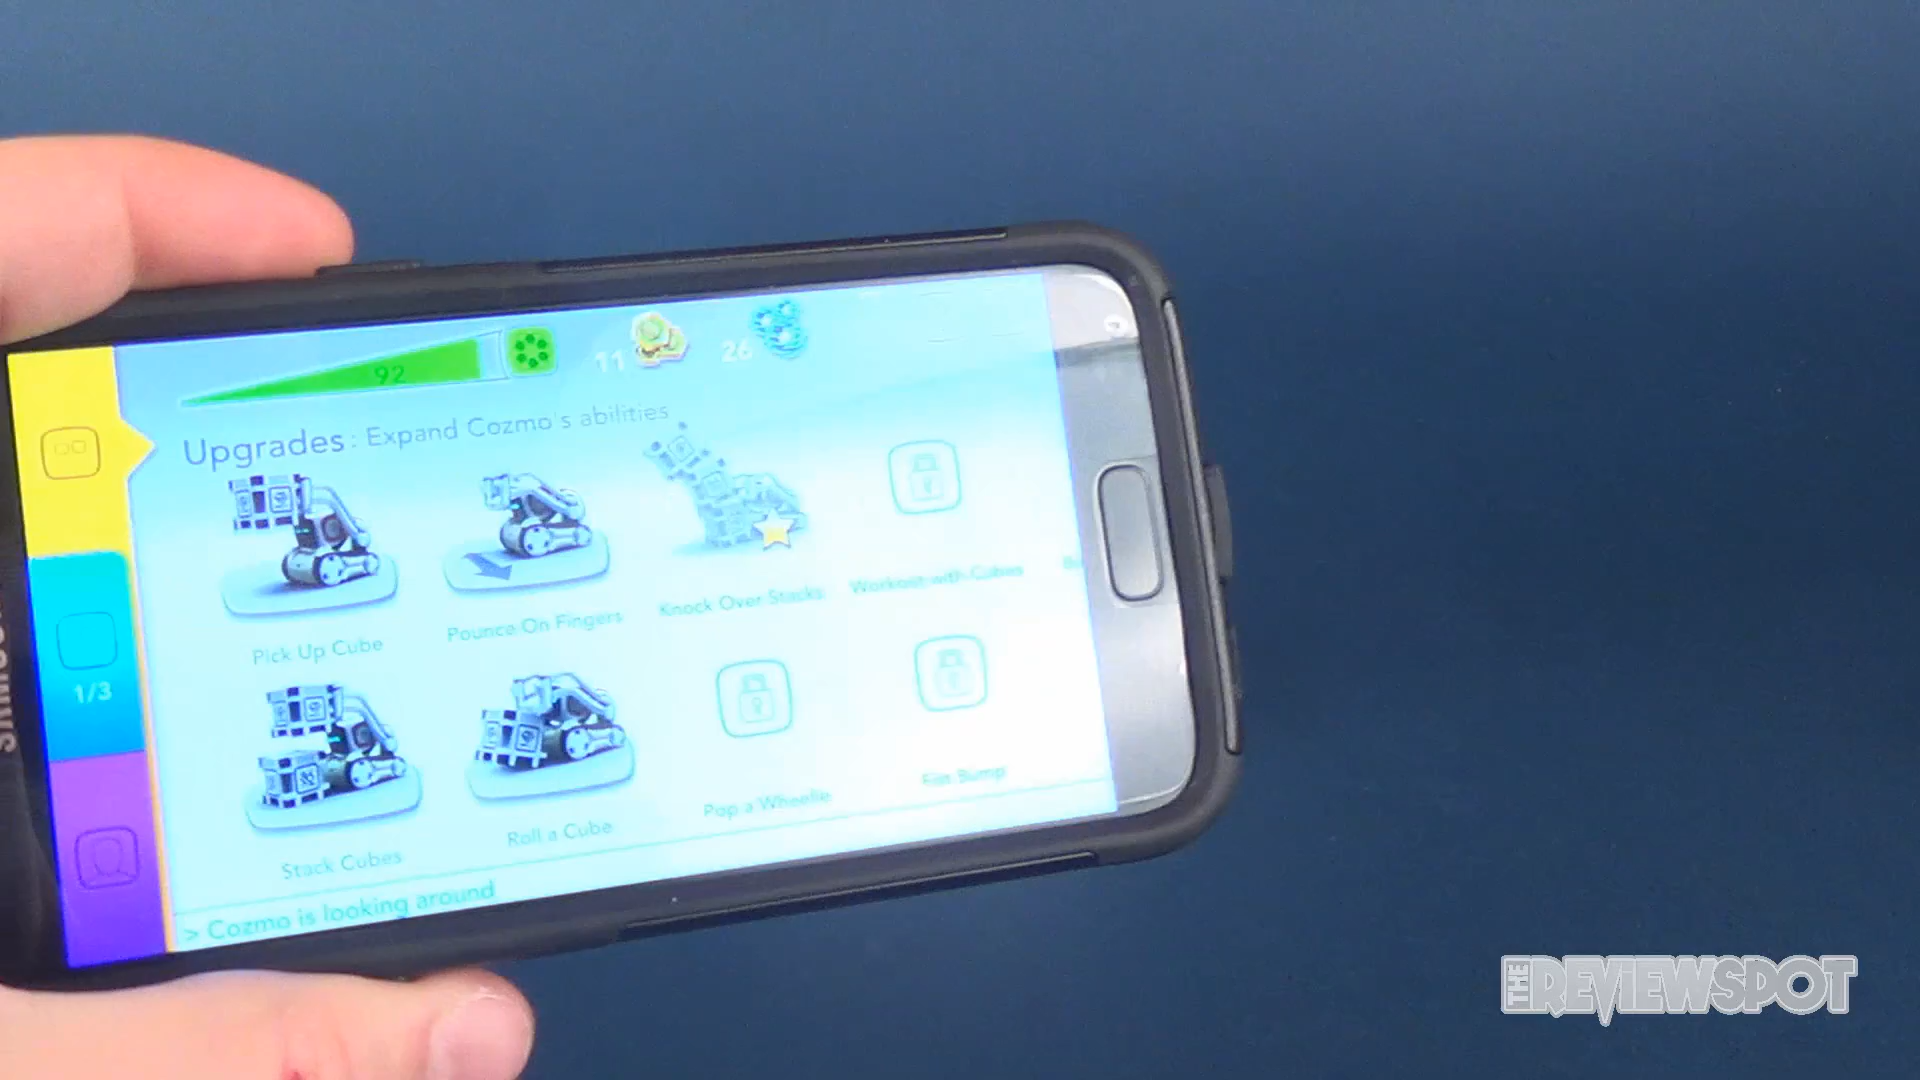 92
11
26
Upgrades: Expand Cozmo's abilities
Pick Up Cube
Pounce On Fingers
Knock Over Stacks
Workout with Cubes
Stack Cubes
Roll a Cube
Pop a Wheelie
Fist Bump
1/3
> Cozmo is looking around
SAMSUNG
THE REVIEWSPOT